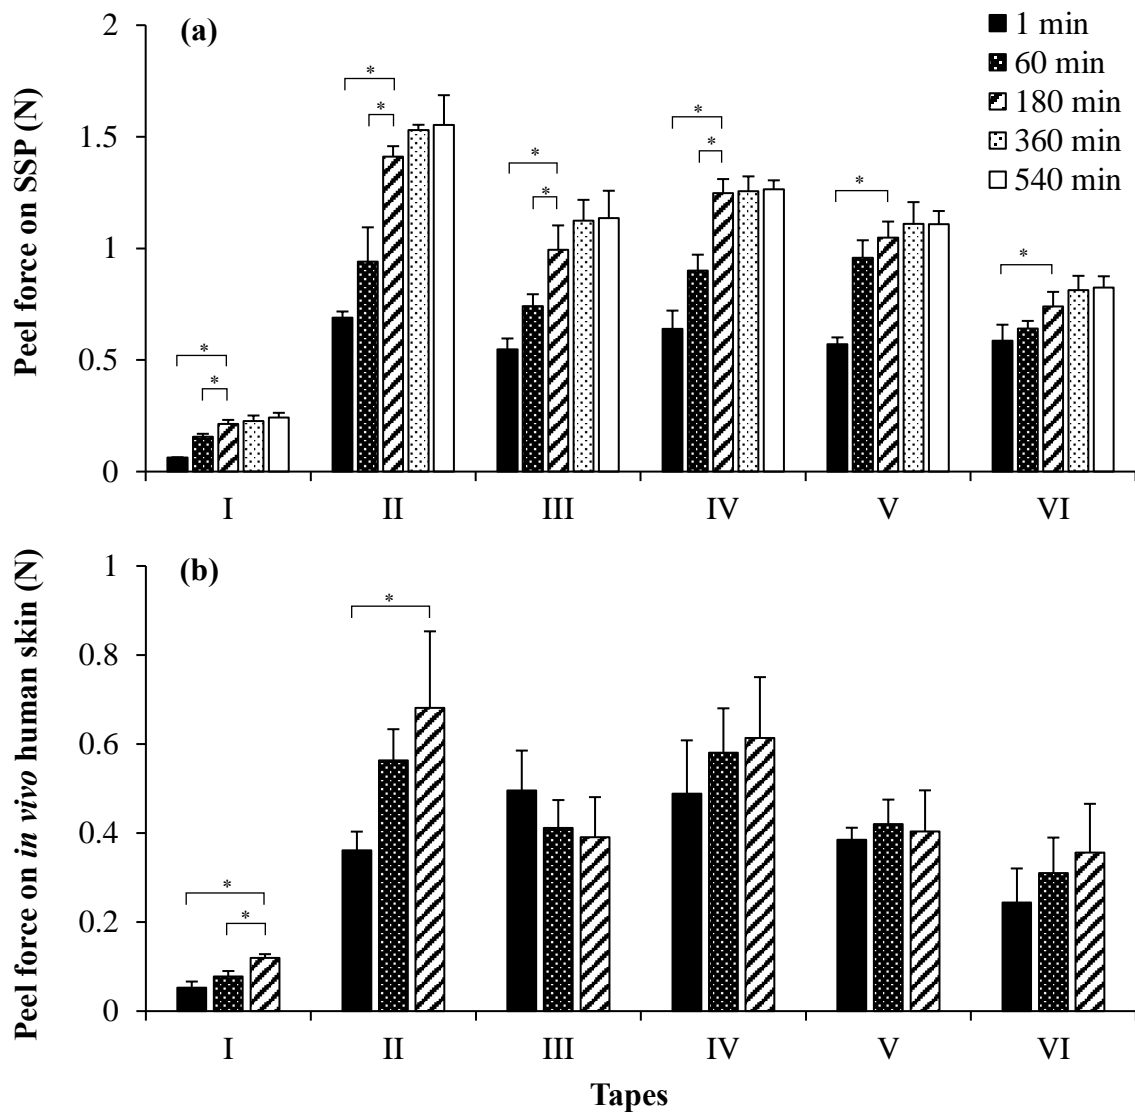 (a)
Peel force on SSP (N)
2
1.5
1
0.5
0
1 min
60 min
180 min
360 min
540 min
* * * * * * * * * *
I II III IV V VI
(b)
Peel force on in vivo human skin (N)
1
0.8
0.6
0.4
0.2
0
* * *
I II III IV V VI
Tapes